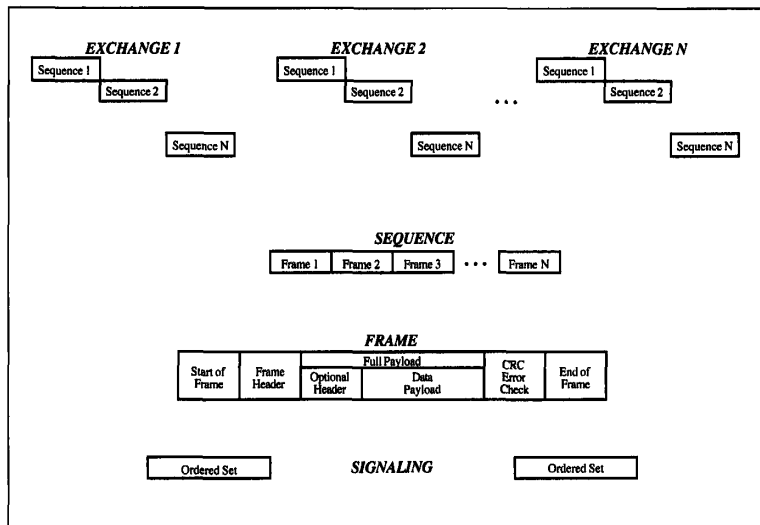 EXCHANGE 1 EXCHANGE 2 EXCHANGE N
Sequence 1 Sequence 1 Sequence 1
Sequence 2 Sequence 2 Sequence 2
...
Sequence N Sequence N Sequence N
SEQUENCE
Frame 1 Frame 2 Frame 3 ... Frame N
FRAME
Start of Frame
Frame Header
Full Payload
Optional Header
Data Payload
CRC Error Check
End of Frame
Ordered Set SIGNALING Ordered Set